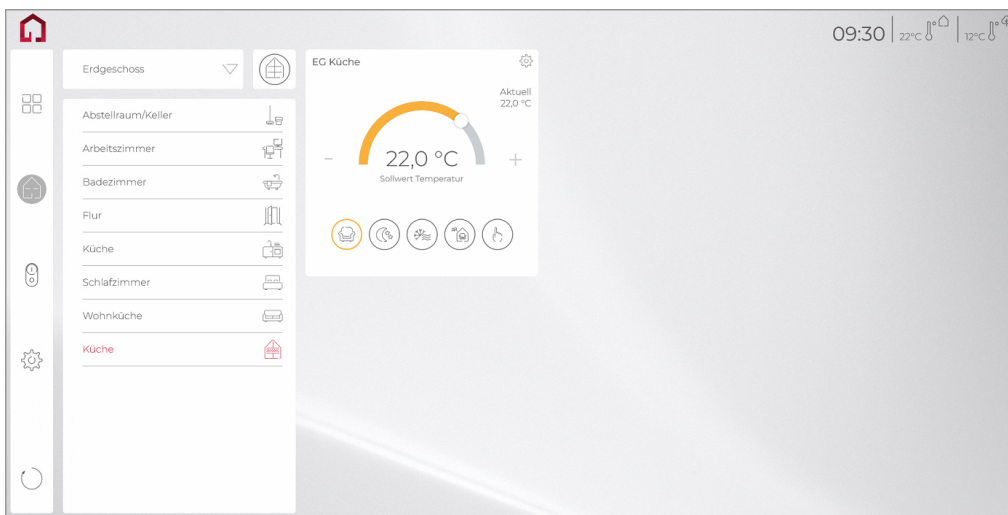 09:30
22°C
12°C
Erdgeschoss
Abstellraum/Keller
Arbeitszimmer
Badezimmer
Flur
Küche
Schlafzimmer
Wohnküche
Küche
EG Küche
Aktuell
22,0 °C
-
22,0 °C
+
Sollwert Temperatur